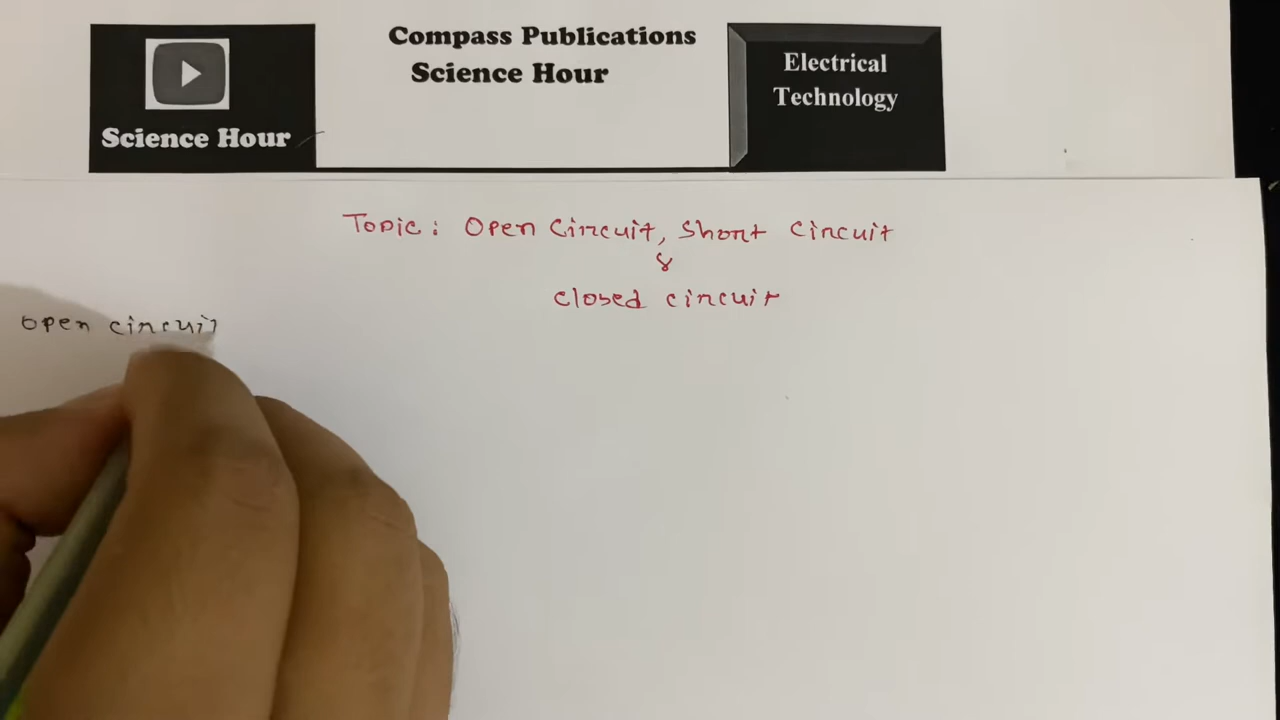 Compass Publications
Science Hour
Science Hour
Electrical
Technology
Topic: Open Circuit, Short Circuit
&
Closed circuit
Open circuit